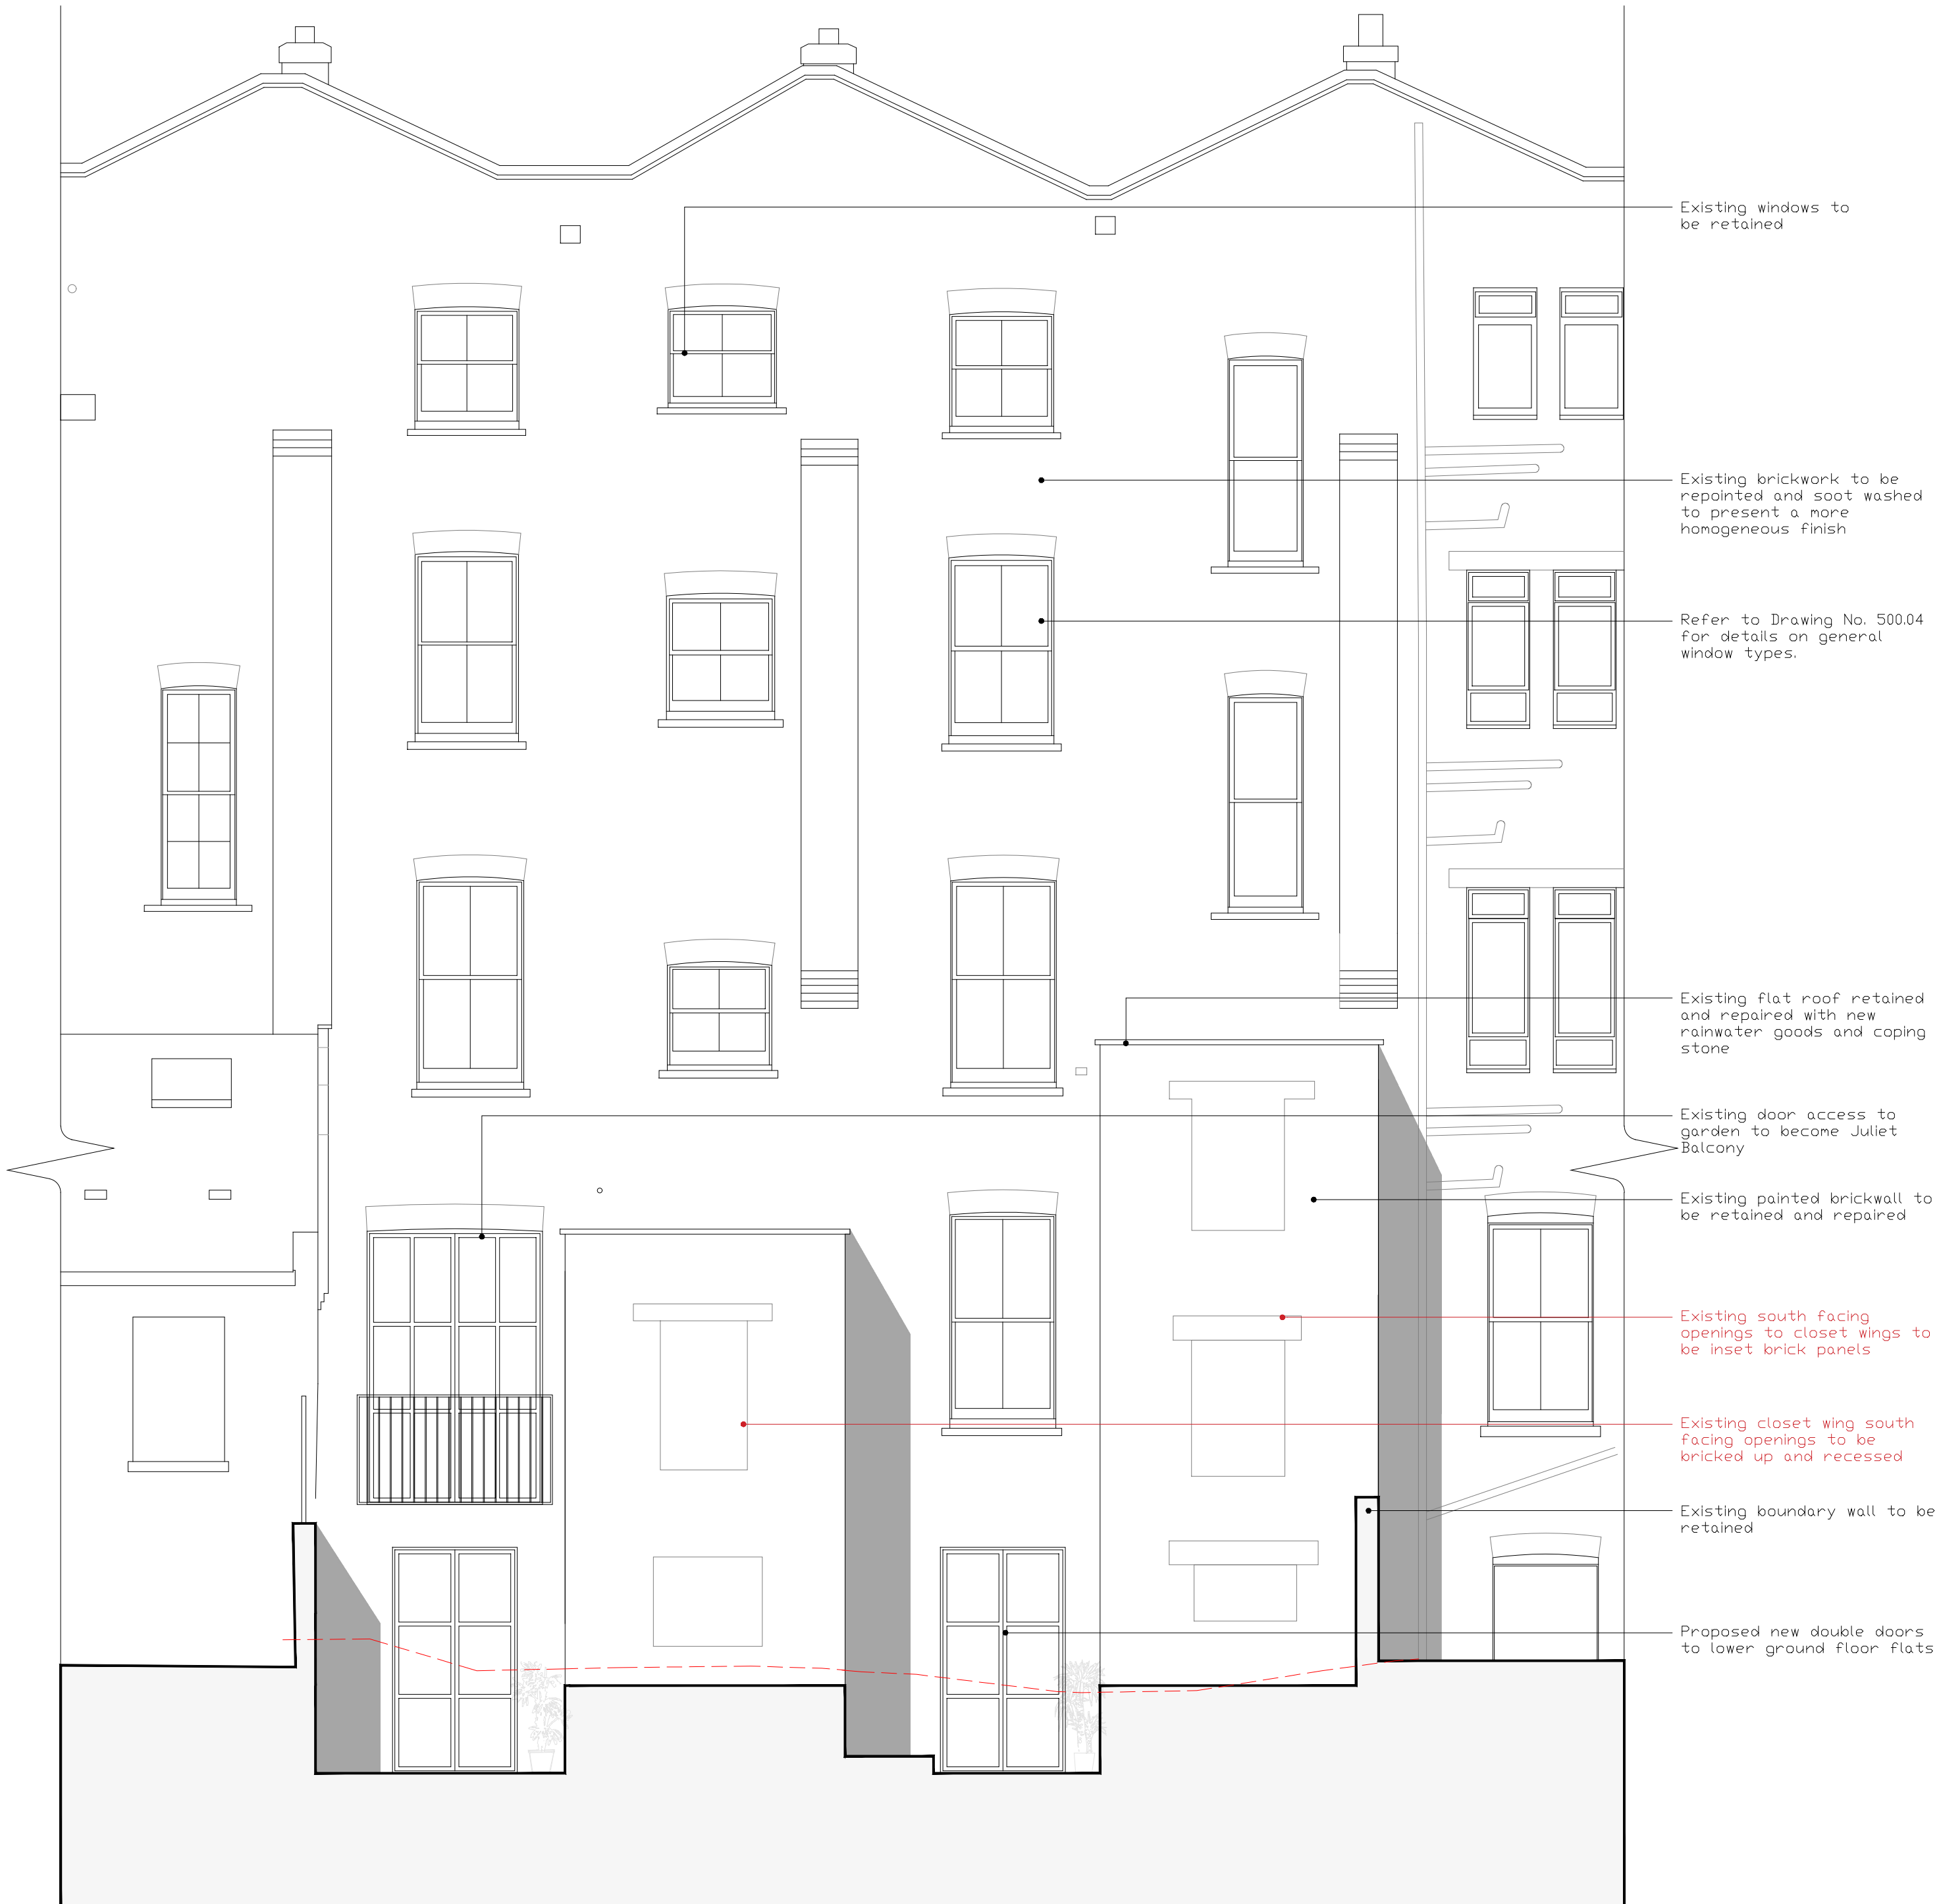 Existing windows to
be retained
Existing brickwork to be
repointed and soot washed
to present a more
homogeneous finish
Refer to Drawing No. 500.04
for details on general
window types.
Existing flat roof retained
and repaired with new
rainwater goods and coping
stone
Existing door access to
garden to become Juliet
Balcony
Existing painted brickwall to
be retained and repaired
Existing south facing
openings to closet wings to
be inset brick panels
Existing closet wing south
facing openings to be
bricked up and recessed
Existing boundary wall to be
retained
Proposed new double doors
to lower ground floor flats